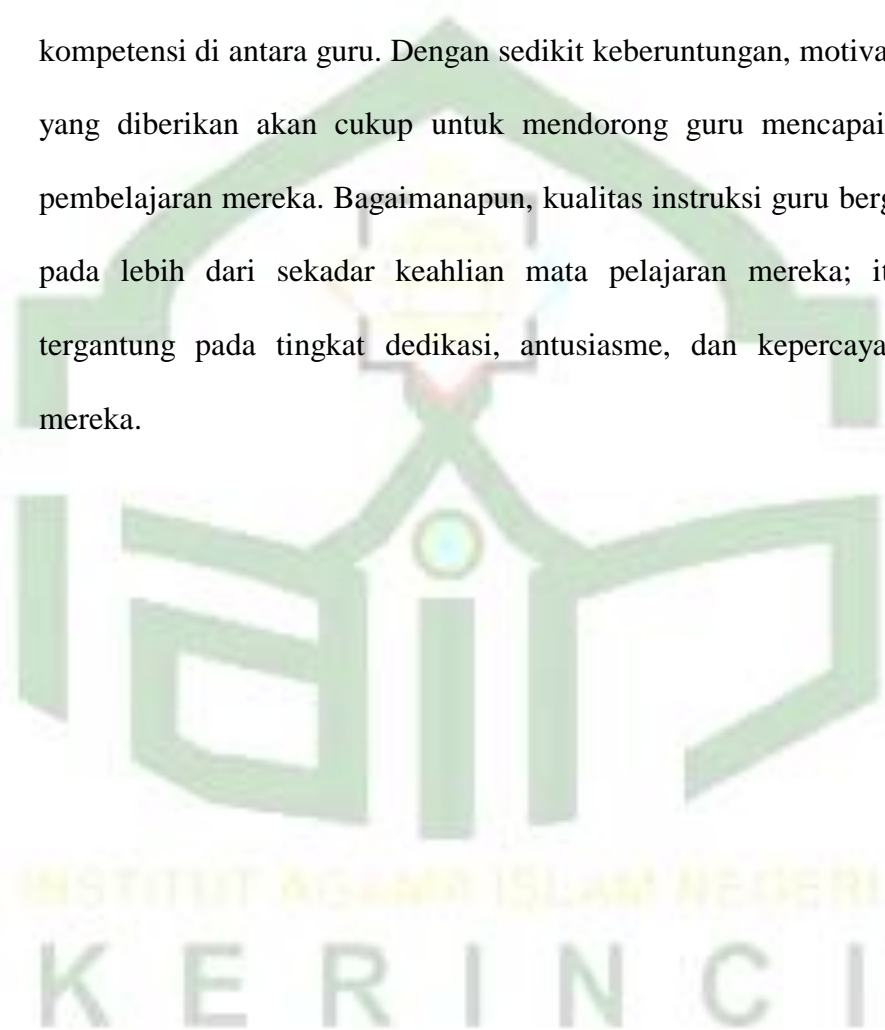 kompetensi di antara guru. Dengan sedikit keberuntungan, motiva
yang diberikan akan cukup untuk mendorong guru mencapai
pembelajaran mereka. Bagaimanapun, kualitas instruksi guru berg
pada lebih dari sekadar keahlian mata pelajaran mereka; it
tergantung pada tingkat dedikasi, antusiasme, dan kepercaya
mereka.
iain
INSTITUT AGAMA ISLAM NEGERI
KERINCI